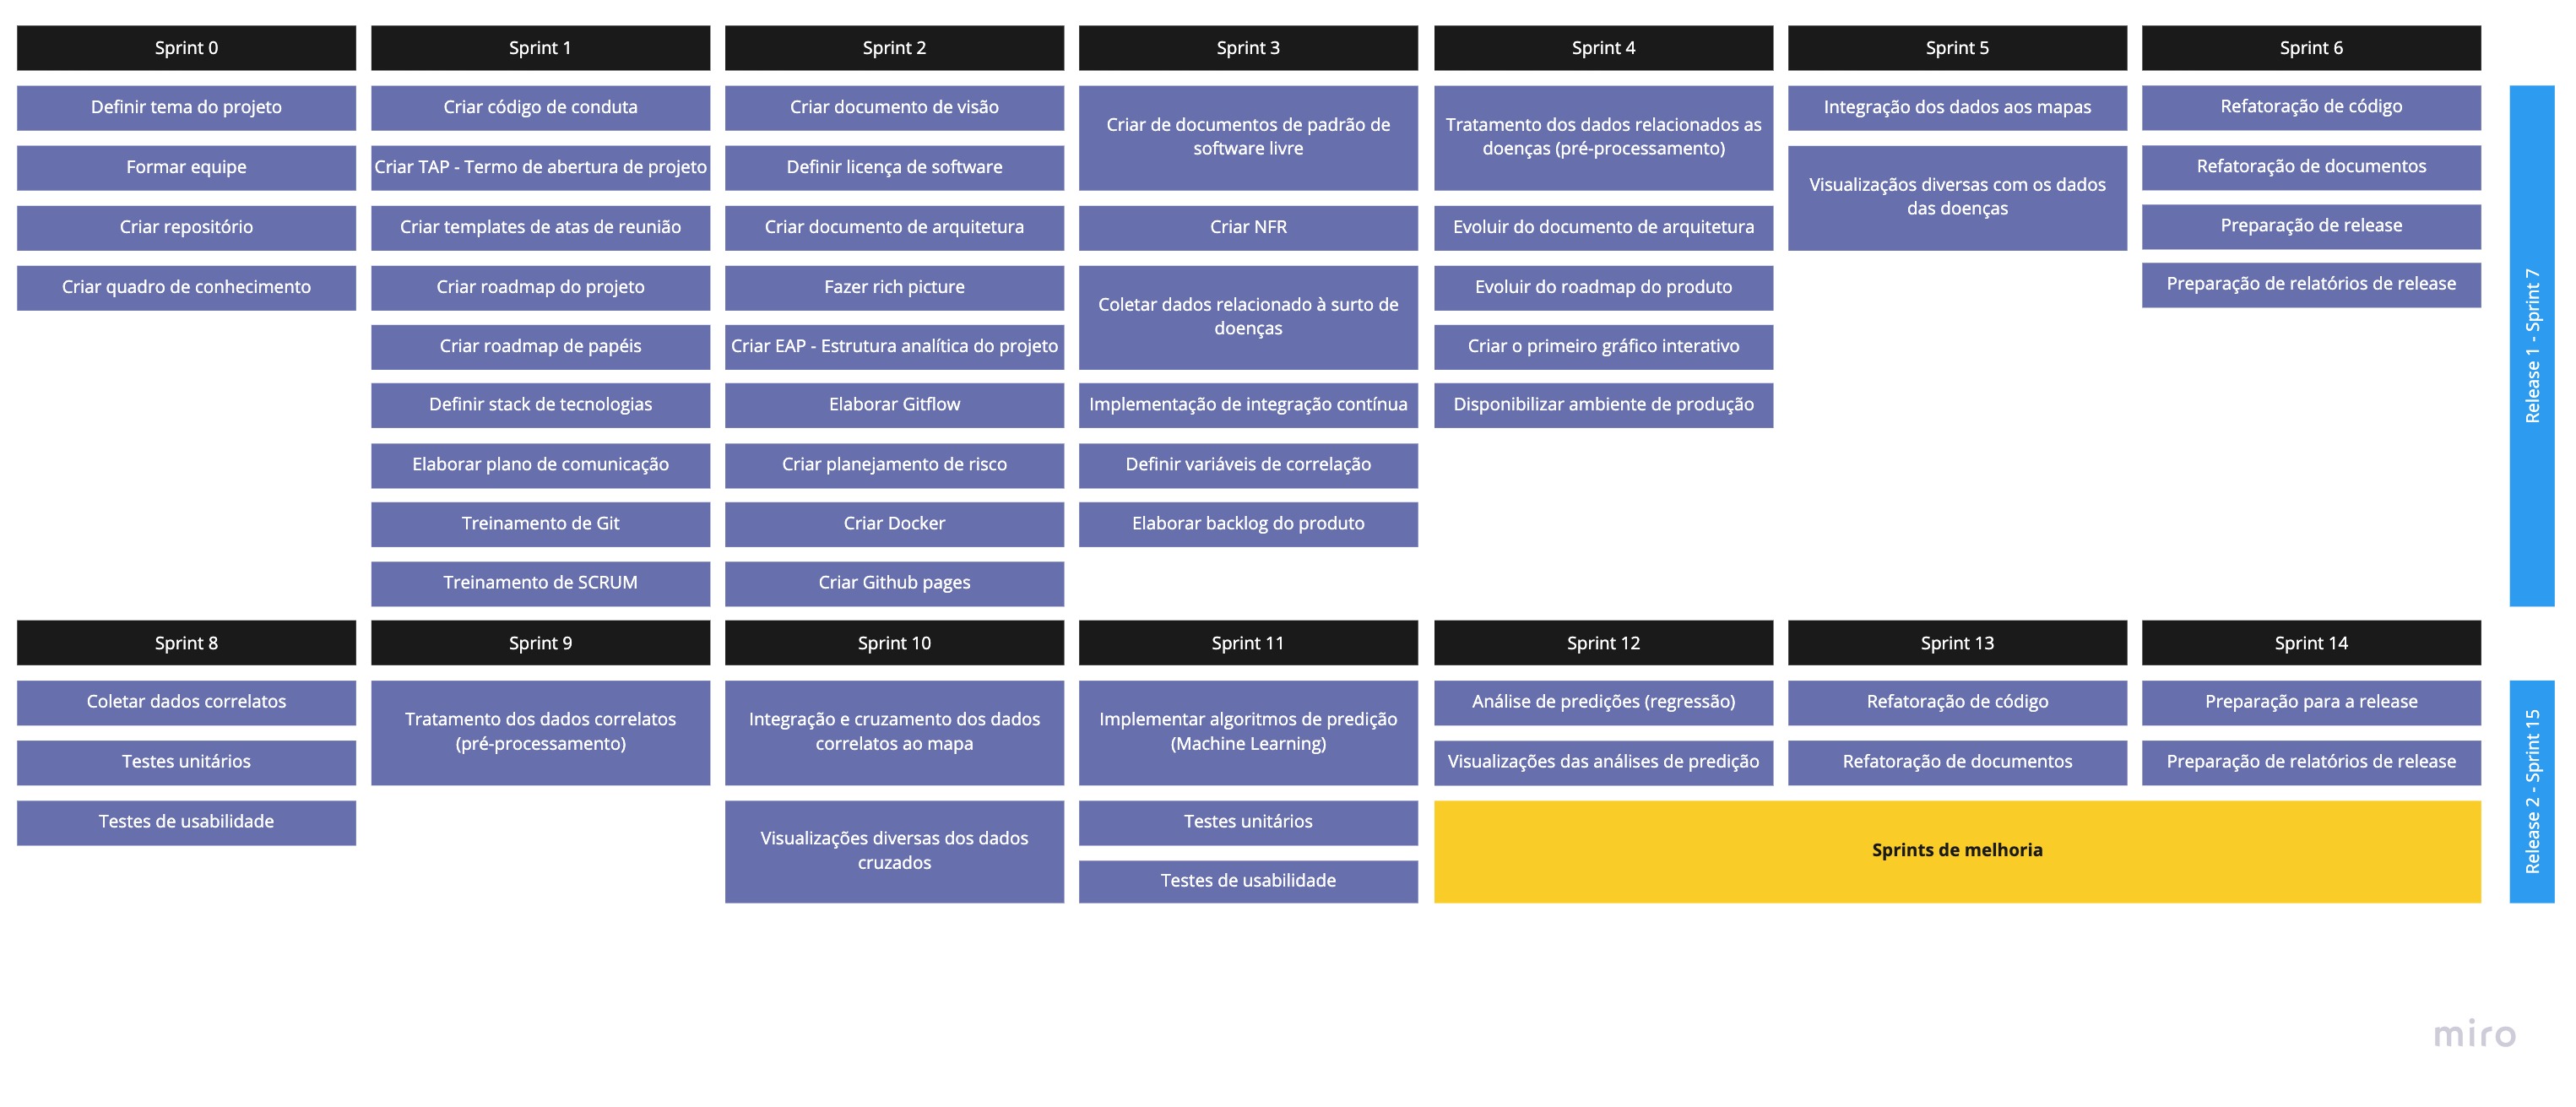 Sprint 0
Definir tema do projeto
Formar equipe
Criar repositório
Criar quadro de conhecimento
Sprint 1
Criar código de conduta
Criar TAP - Termo de abertura de projeto
Criar templates de atas de reunião
Criar roadmap do projeto
Criar roadmap de papéis
Definir stack de tecnologias
Elaborar plano de comunicação
Treinamento de Git
Treinamento de SCRUM
Sprint 2
Criar documento de visão
Definir licença de software
Criar documento de arquitetura
Fazer rich picture
Criar EAP - Estrutura analítica do projeto
Elaborar Gitflow
Criar planejamento de risco
Criar Docker
Criar Github pages
Sprint 3
Criar de documentos de padrão de
software livre
Criar NFR
Coletar dados relacionado à surto de
doenças
Implementação de integração contínua
Definir variáveis de correlação
Elaborar backlog do produto
Sprint 4
Tratamento dos dados relacionados as
doenças (pré-processamento)
Evoluir do documento de arquitetura
Evoluir do roadmap do produto
Criar o primeiro gráfico interativo
Disponibilizar ambiente de produção
Sprint 5
Integração dos dados aos mapas
Visualizaçãos diversas com os dados
das doenças
Sprint 6
Refatoração de código
Refatoração de documentos
Preparação de release
Preparação de relatórios de release
Release 1 - Sprint 7
Sprint 8
Coletar dados correlatos
Testes unitários
Testes de usabilidade
Sprint 9
Tratamento dos dados correlatos
(pré-processamento)
Sprint 10
Integração e cruzamento dos dados
correlatos ao mapa
Visualizações diversas dos dados
cruzados
Sprint 11
Implementar algoritmos de predição
(Machine Learning)
Testes unitários
Testes de usabilidade
Sprint 12
Análise de predições (regressão)
Visualizações das análises de predição
Sprint 13
Refatoração de código
Refatoração de documentos
Sprint 14
Preparação para a release
Preparação de relatórios de release
Sprints de melhoria
Release 2 - Sprint 15
miro